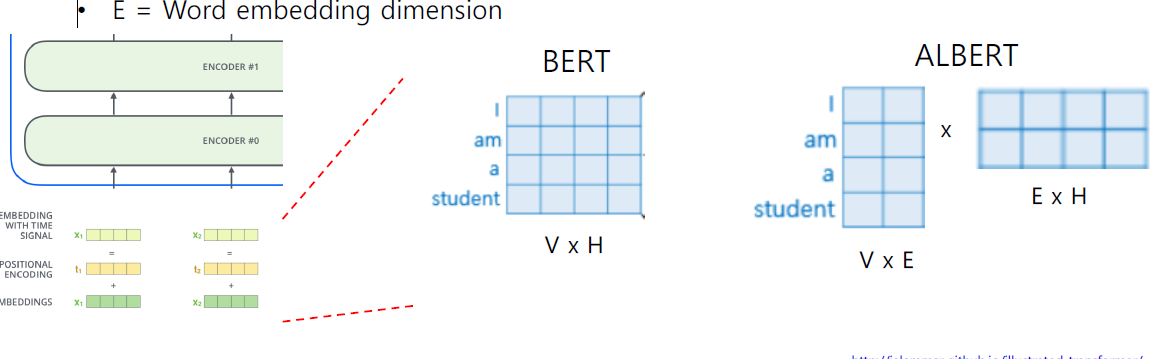 • E = Word embedding dimension
ENCODER #1
ENCODER #0
EMBEDDING
WITH TIME
SIGNAL
x₁
x₂
=
=
POSITIONAL
ENCODING
t₁
t₂
+
+
EMBEDDINGS
x₁
x₂
BERT
I
am
a
student
V x H
ALBERT
I
am
a
student
x
V x E
E x H